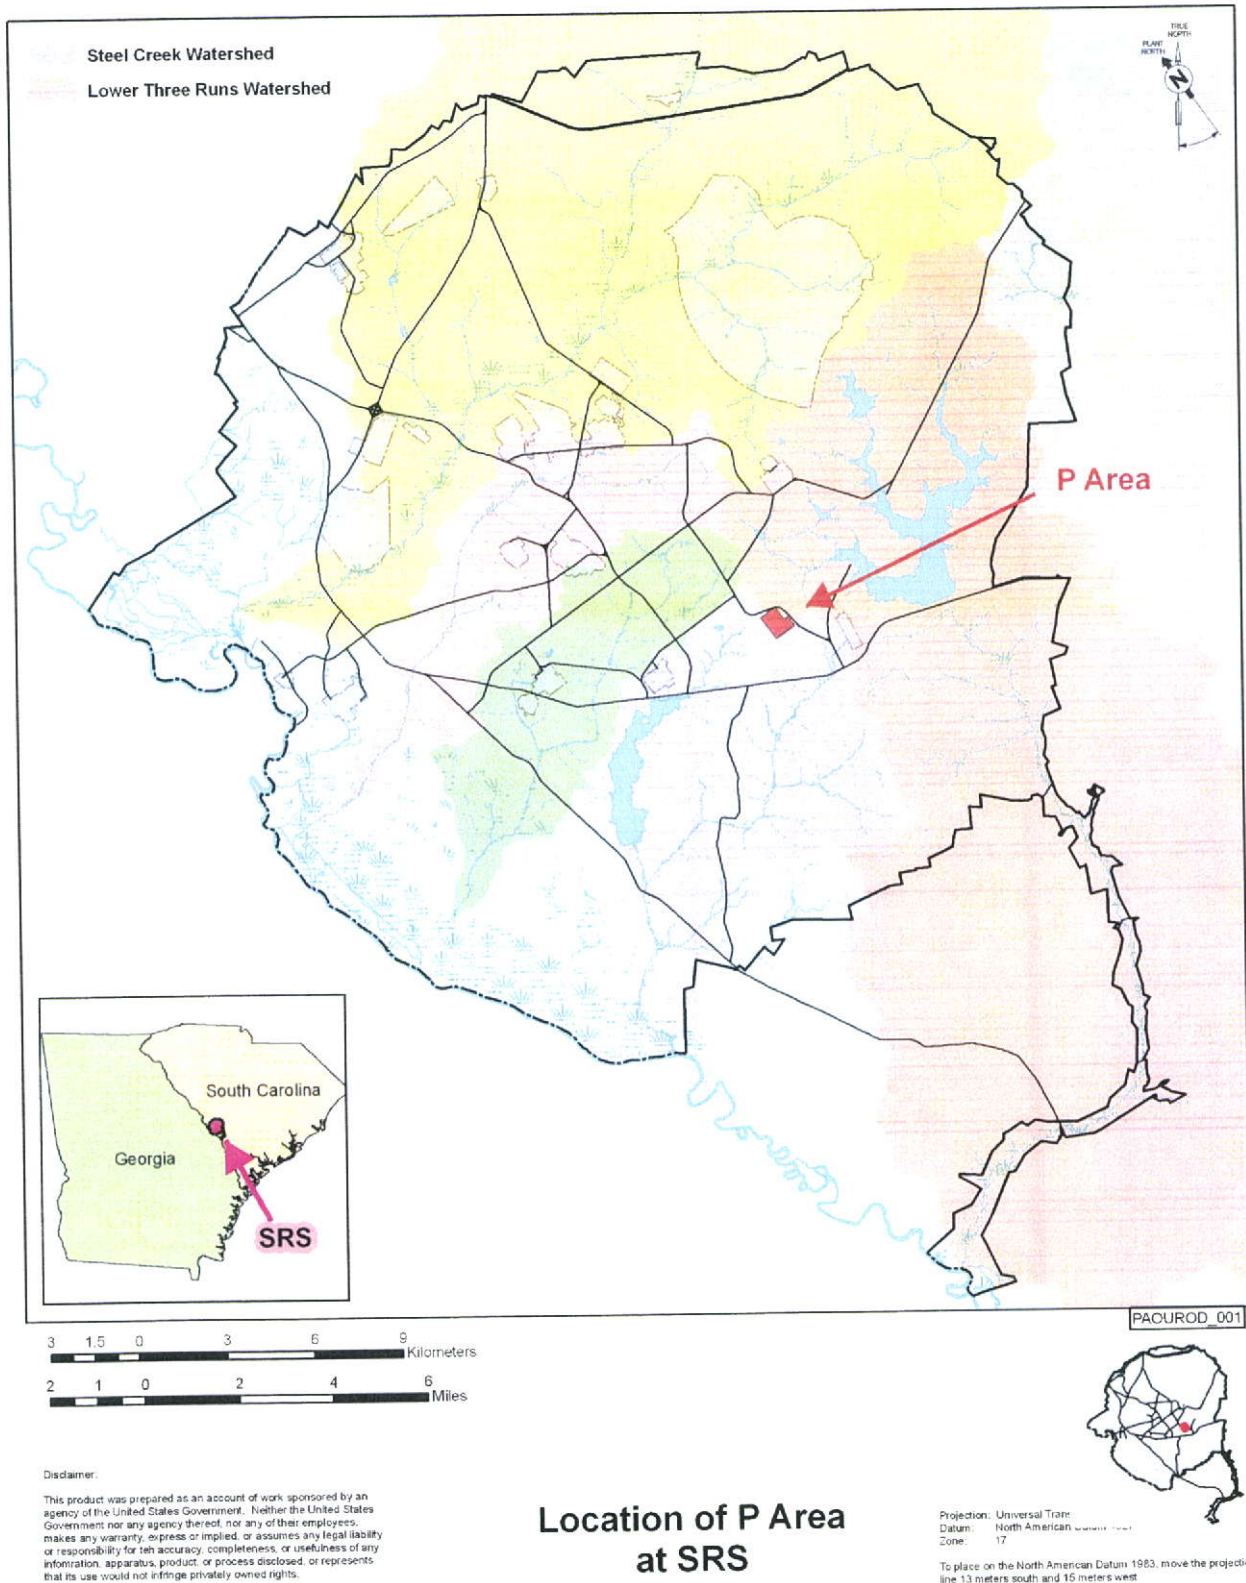 Steel Creek Watershed
Lower Three Runs Watershed
TRUE
NORTH
PLANT
NORTH
N
P Area
South Carolina
Georgia
SRS
PAOUROD_001
3 1.5 0 3 6 9
Kilometers
2 1 0 2 4 6
Miles
Disclaimer:
This product was prepared as an account of work sponsored by an
agency of the United States Government. Neither the United States
Government nor any agency thereof, nor any of their employees,
makes any warranty, express or implied, or assumes any legal liability
or responsibility for teh accuracy, completeness, or usefulness of any
infomration, apparatus, product, or process disclosed, or represents
that its use would not infringe privately owned rights.
Location of P Area
at SRS
Projection: Universal
Datum: North American
Zone: 17
To place on the North American Datum 1983, move the
line 13 meters south and 15 meters west